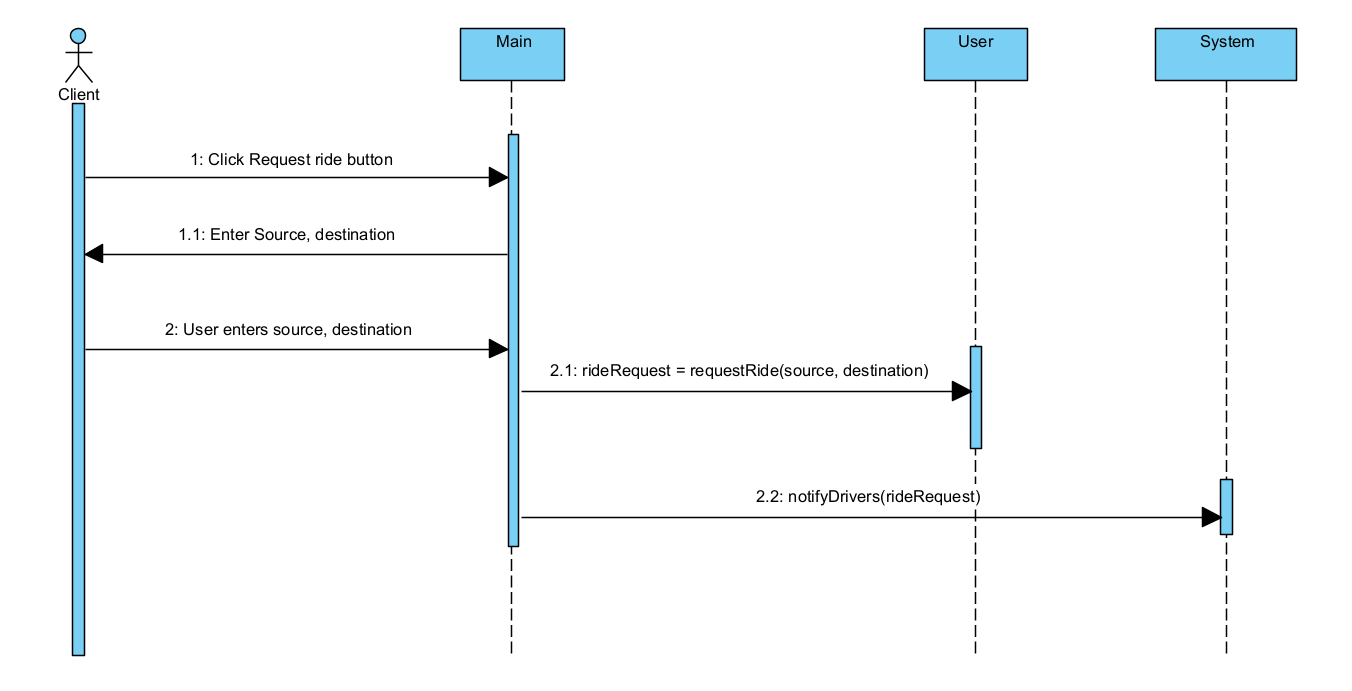 Main
User
System
Client
1: Click Request ride button
1.1: Enter Source, destination
2: User enters source, destination
2.1: rideRequest = requestRide(source, destination)
2.2: notifyDrivers(rideRequest)